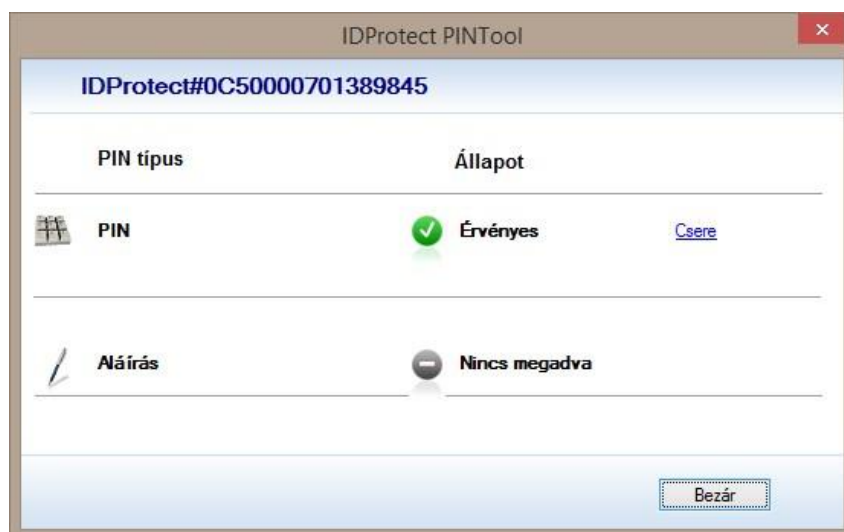 IDProtect PINTool
IDProtect#0C50000701389845
PIN típus Állapot
PIN Érvényes Csere
Aláírás Nincs megadva
Bezár